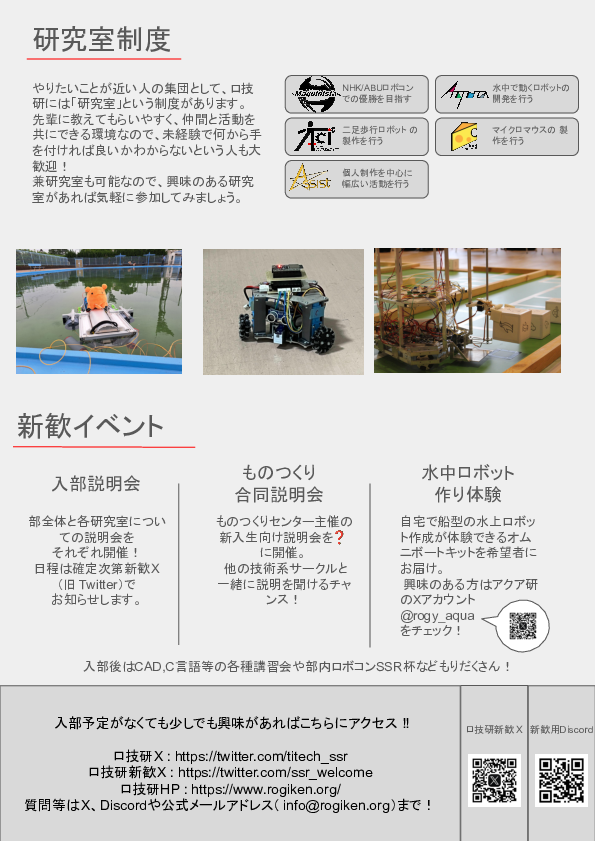 研究室制度
やりたいことが近い人の集団として、ロ技
研には「研究室」という制度があります。
先輩に教えてもらいやすく、仲間と活動を
共にできる環境なので、未経験で何から手
を付ければ良いかわからないという人も大
歓迎！
兼研究室も可能なので、興味のある研究
室があれば気軽に参加してみましょう。
Maquinista
NHK/ABUロボコン
での優勝を目指す
Aqua
水中で動くロボットの
開発を行う
二足歩行ロボット の
製作を行う
マイクロマウスの 製
作を行う
Assist
個人制作を中心に
幅広い活動を行う
新歓イベント
入部説明会
部全体と各研究室につい
ての説明会を
それぞれ開催！
日程は確定次第新歓X
（旧 Twitter）で
お知らせします。
ものつくり
合同説明会
ものつくりセンター主催の
新入生向け説明会を❓
に開催。
他の技術系サークルと
一緒に説明を聞けるチャ
ンス！
水中ロボット
作り体験
自宅で船型の水上ロボッ
ト作成が体験できるオム
ニボートキットを希望者に
お届け。
興味のある方はアクア研
のXアカウント
@rogy_aqua
をチェック！
入部後はCAD,C言語等の各種講習会や部内ロボコンSSR杯などもりだくさん！
入部予定がなくても少しでも興味があればこちらにアクセス !!
ロ技研X : https://twitter.com/titech_ssr
ロ技研新歓X : https://twitter.com/ssr_welcome
ロ技研HP : https://www.rogiken.org/
質問等はX、Discordや公式メールアドレス( info@rogiken.org)まで！
ロ技研新歓 X
新歓用Discord